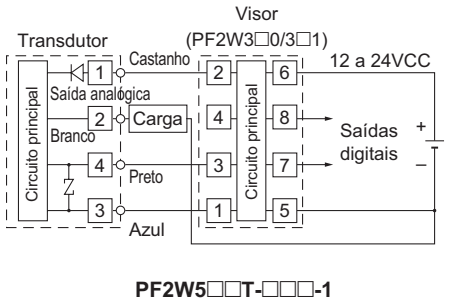 Visor
(PF2W3□0/3□1)
Transdutor
Castanho
12 a 24VCC
1
2
6
Saída analógica
Circuito principal
2
Carga
4
Circuito principal
8
Saídas
digitais
+
Branco
4
3
7
–
Preto
3
1
5
Azul
PF2W5□□T-□□□-1